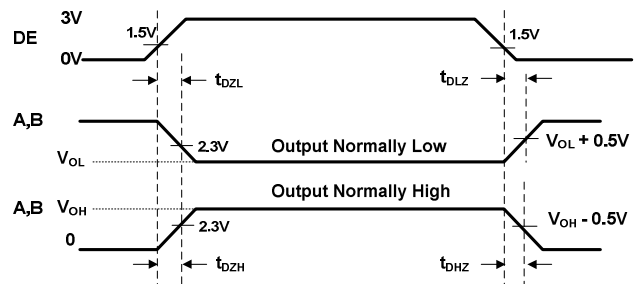 3V
DE
1.5V
1.5V
0V
tDZL
tDLZ
A,B
2.3V
Output Normally Low
VOL + 0.5V
VOL
Output Normally High
A,B
VOH
2.3V
VOH - 0.5V
0
tDZH
tDHZ